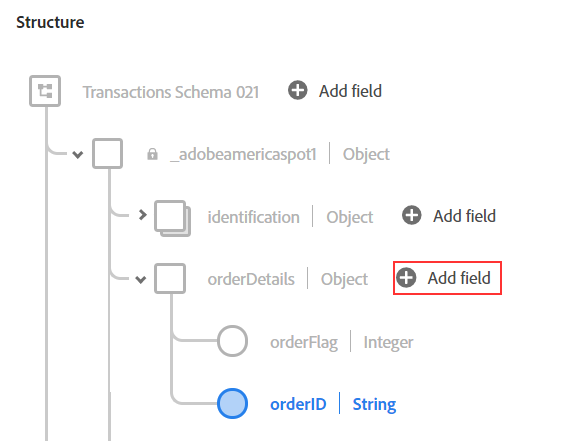 Structure
Transactions Schema 021 Add field
_adobeamericaspot1 | Object
identification | Object Add field
orderDetails | Object Add field
orderFlag | Integer
orderID | String